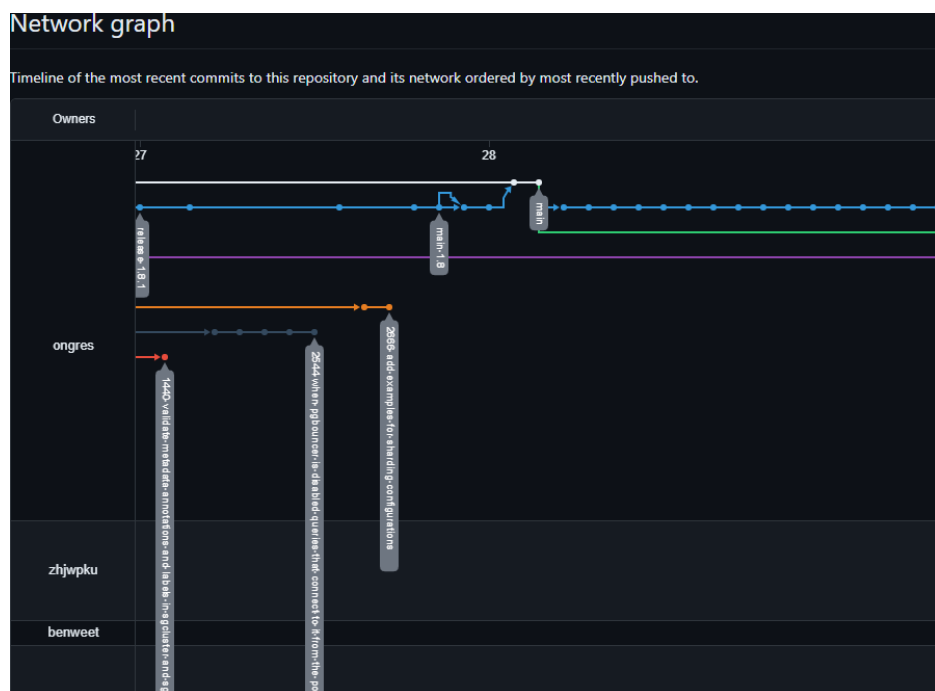 Network graph
Timeline of the most recent commits to this repository and its network ordered by most recently pushed to.
Owners
27
28
main
release-1.8.1
main-1.8
ongres
2666-add-examples-for-sharding-configurations
2544-when-pgbouncer-is-disabled-queries-that-connect-to-it-from-the-po
1440-validate-metadata-annotations-and-labels-in-sgcluster-and-sg
zhjwpku
benweet